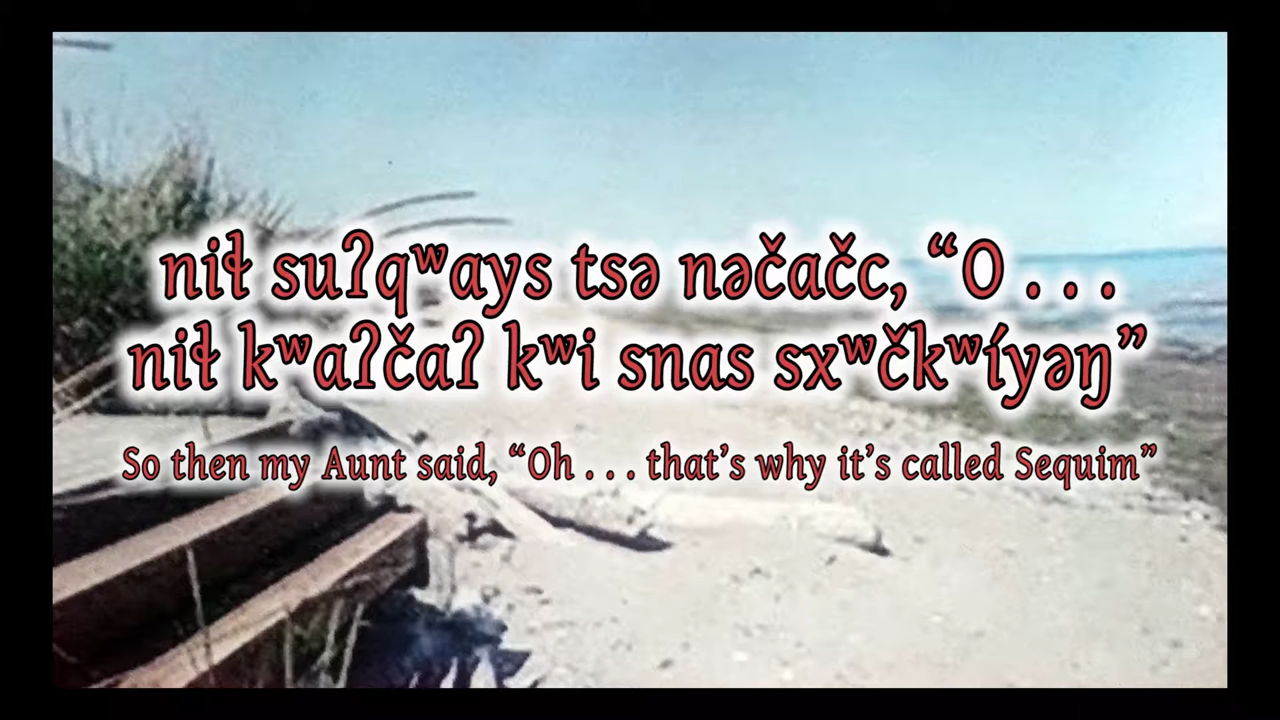 niɬ suʔqʷays tsə nəčačc, “O . . .
niɬ kʷaʔčaʔ kʷi snas sxʷčkʷíyəŋ”
So then my Aunt said, “Oh . . . that’s why it’s called Sequim”